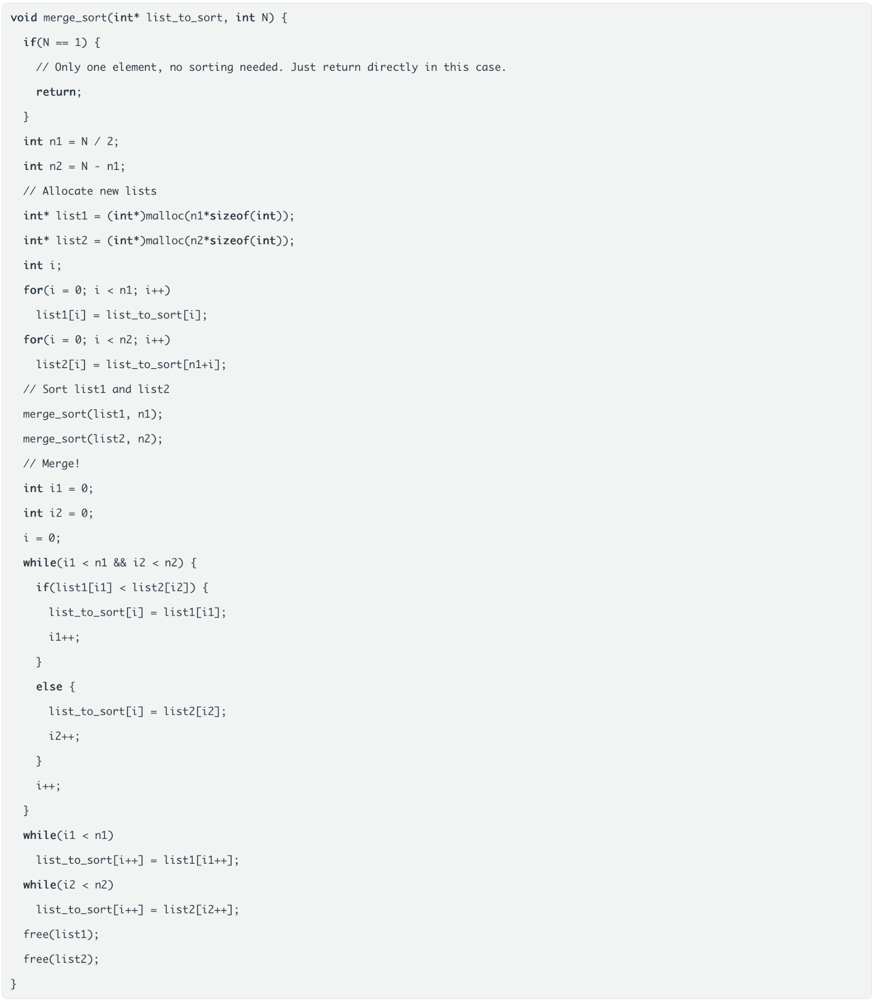 void merge_sort(int* list_to_sort, int N) {
  if(N == 1) {
    // Only one element, no sorting needed. Just return directly in this case.
    return;
  }
  int n1 = N / 2;
  int n2 = N - n1;
  // Allocate new lists
  int* list1 = (int*)malloc(n1*sizeof(int));
  int* list2 = (int*)malloc(n2*sizeof(int));
  int i;
  for(i = 0; i < n1; i++)
    list1[i] = list_to_sort[i];
  for(i = 0; i < n2; i++)
    list2[i] = list_to_sort[n1+i];
  // Sort list1 and list2
  merge_sort(list1, n1);
  merge_sort(list2, n2);
  // Merge!
  int i1 = 0;
  int i2 = 0;
  i = 0;
  while(i1 < n1 && i2 < n2) {
    if(list1[i1] < list2[i2]) {
      list_to_sort[i] = list1[i1];
      i1++;
    }
    else {
      list_to_sort[i] = list2[i2];
      i2++;
    }
    i++;
  }
  while(i1 < n1)
    list_to_sort[i++] = list1[i1++];
  while(i2 < n2)
    list_to_sort[i++] = list2[i2++];
  free(list1);
  free(list2);
}